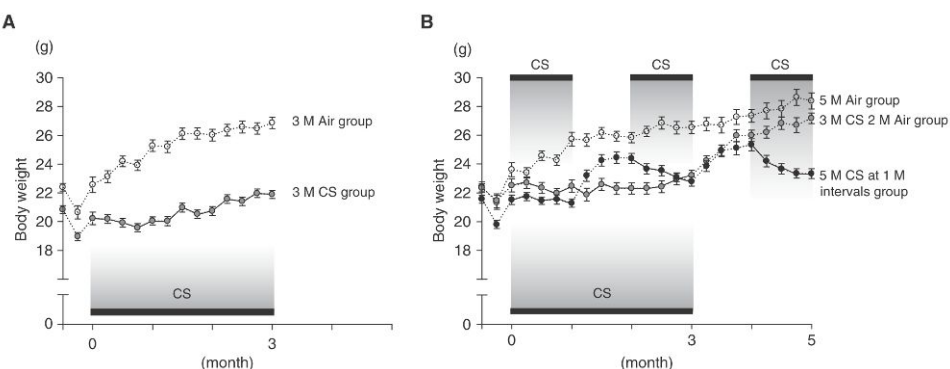 A
(g)
30
28
26
24
22
20
18
0
Body weight
3 M Air group
3 M CS group
CS
0
3
(month)
B
(g)
30
28
26
24
22
20
18
0
Body weight
CS
CS
CS
5 M Air group
3 M CS 2 M Air group
5 M CS at 1 M
intervals group
CS
0
3
5
(month)